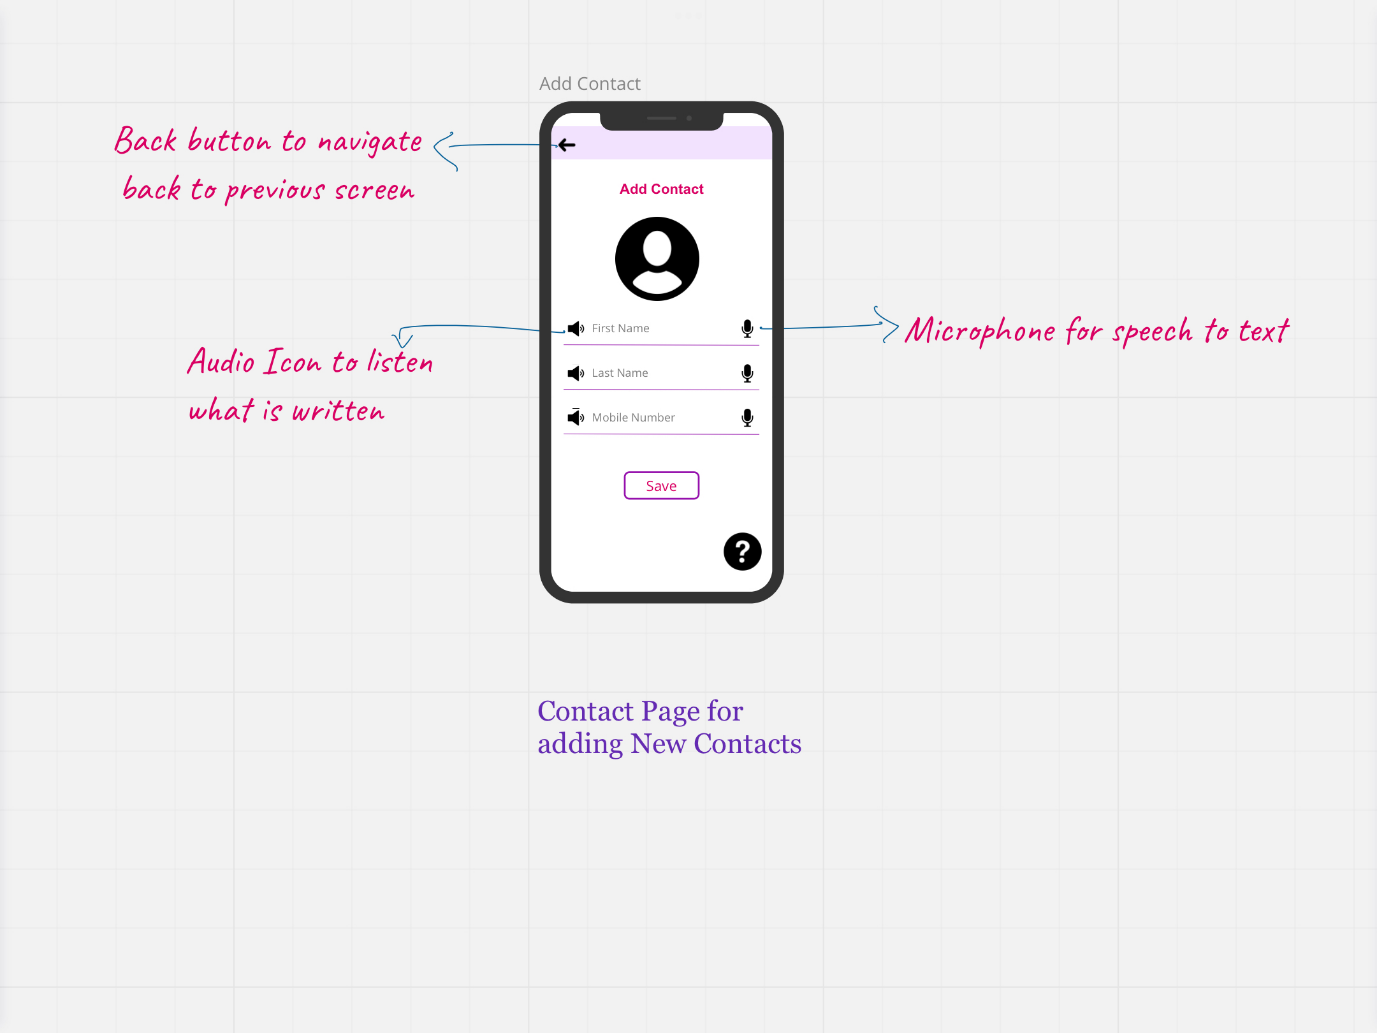 Add Contact
Back button to navigate
back to previous screen
Add Contact
First Name
Microphone for speech to text
Audio Icon to listen
what is written
Last Name
Mobile Number
Save
?
Contact Page for
adding New Contacts